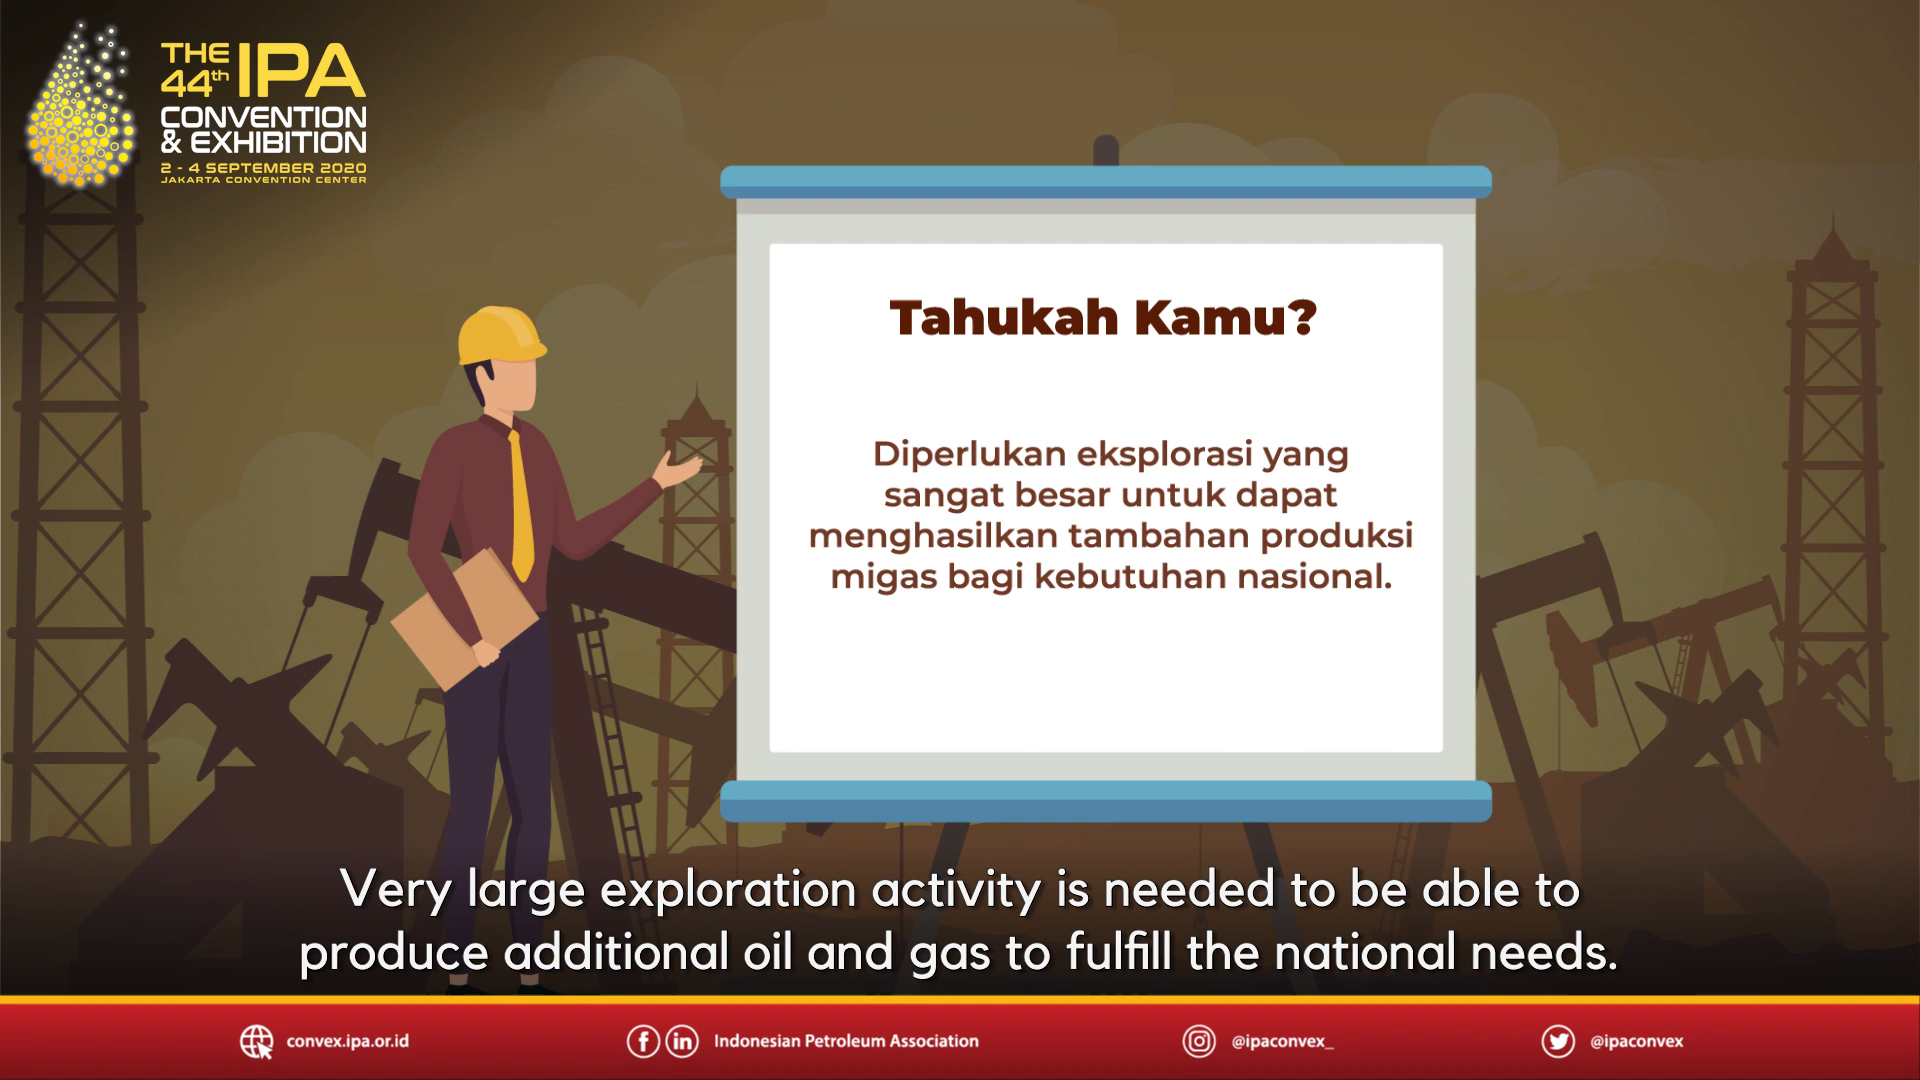 THE
44th IPA
CONVENTION
& EXHIBITION
2 - 4 SEPTEMBER 2020
JAKARTA CONVENTION CENTER
Tahukah Kamu?
Diperlukan eksplorasi yang
sangat besar untuk dapat
menghasilkan tambahan produksi
migas bagi kebutuhan nasional.
Very large exploration activity is needed to be able to
produce additional oil and gas to fulfill the national needs.
convex.ipa.or.id
Indonesian Petroleum Association
@ipaconvex_
@ipaconvex